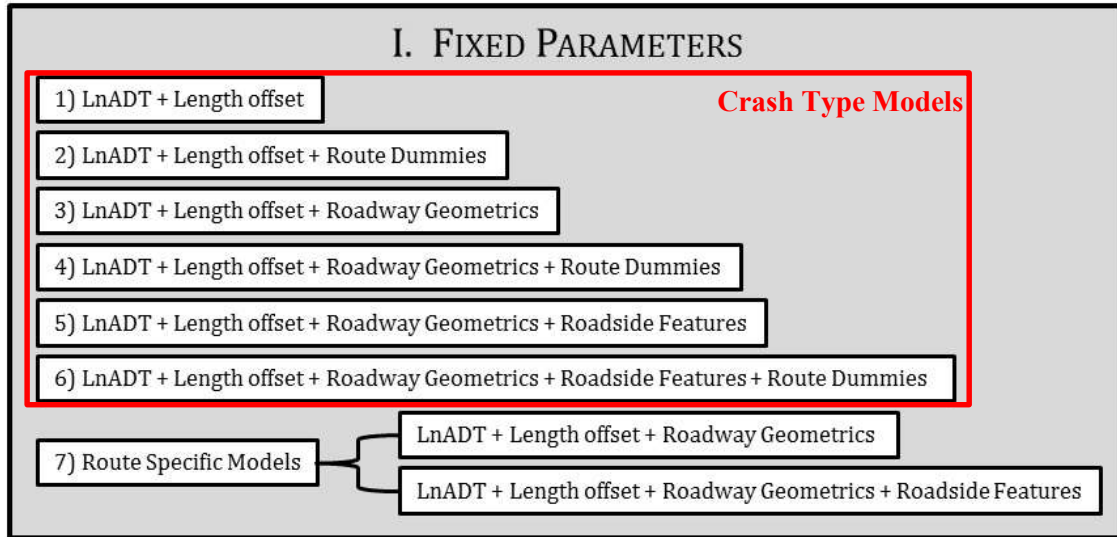 I. FIXED PARAMETERS
Crash Type Models
1) LnADT + Length offset
2) LnADT + Length offset + Route Dummies
3) LnADT + Length offset + Roadway Geometrics
4) LnADT + Length offset + Roadway Geometrics + Route Dummies
5) LnADT + Length offset + Roadway Geometrics + Roadside Features
6) LnADT + Length offset + Roadway Geometrics + Roadside Features + Route Dummies
7) Route Specific Models
LnADT + Length offset + Roadway Geometrics
LnADT + Length offset + Roadway Geometrics + Roadside Features